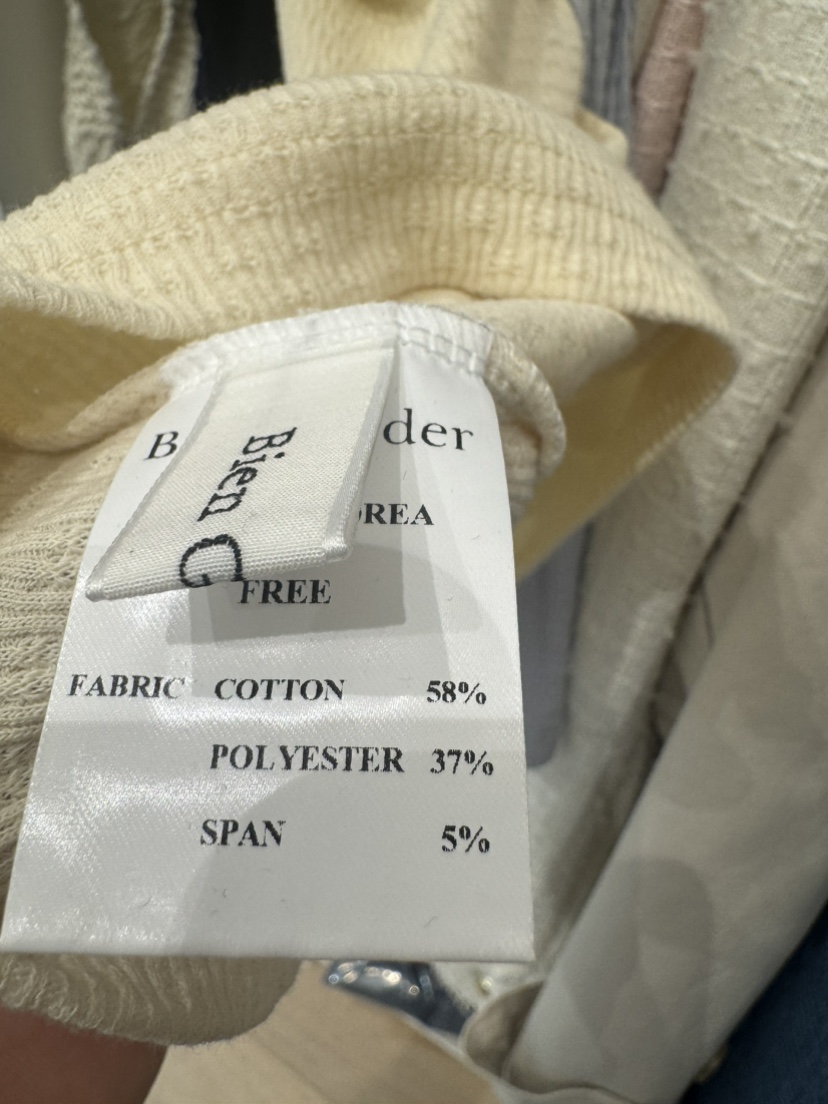 B der
Bien G
OREA
FREE
FABRIC COTTON 58%
POLYESTER 37%
SPAN 5%